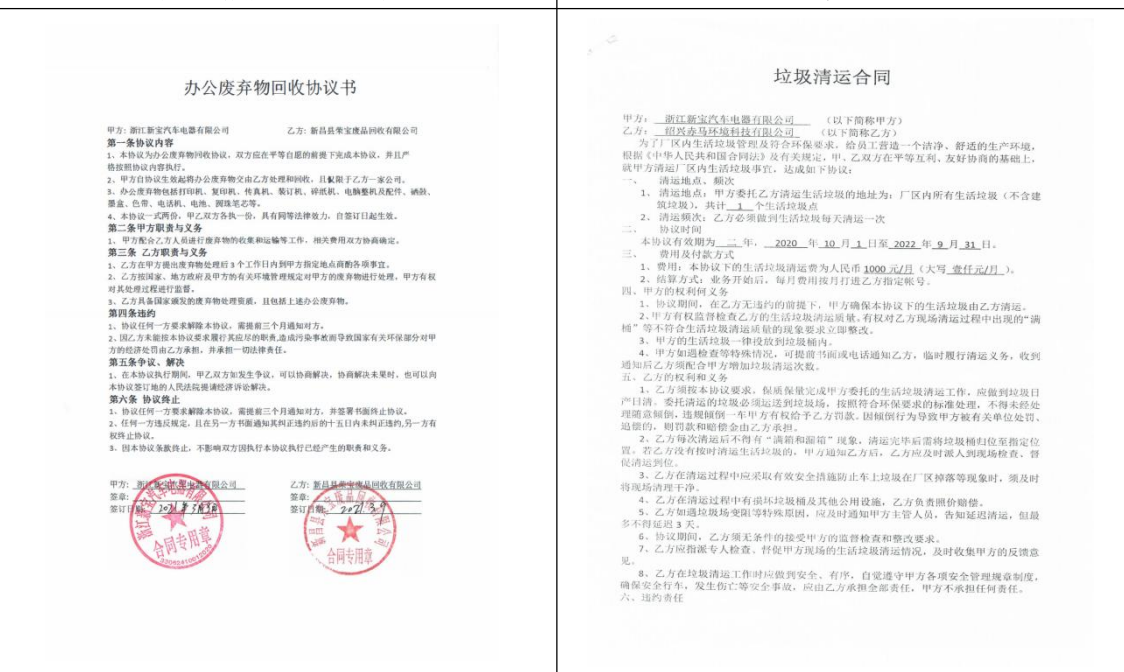 办公废弃物回收协议书
甲方: 浙江新宝汽车电器有限公司 乙方: 新昌县荣宝废品回收有限公司
第一条协议内容
1、本协议为办公废弃物回收协议，双方应在平等自愿的前提下完成本协议，并且严
格按照协议内容执行。
2、甲方自协议生效起将办公废弃物交由乙方处理和回收，且仅限于乙方一家公司。
3、办公废弃物包括打印机、复印机、传真机、装订机、碎纸机、电脑整机及配件、硒鼓、
墨盒、色带、电话机、电池、圆珠笔芯等。
4、本协议一式两份，甲乙双方各执一份，具有同等法律效力，自签订日起生效。
第二条甲方职责与义务
1、 甲方配合乙方人员进行废弃物的收集和运输等工作，相关费用双方协商确定。
第三条 乙方职责与义务
1、乙方在甲方提出废弃物处理后 3 个工作日内到甲方指定地点商酌各项事宜。
2、乙方按国家、地方政府及甲方的有关环境管理规定对甲方的废弃物进行处理，甲方有权
对其处理过程进行监督。
3、乙方具备国家颁发的废弃物处理资质，且包括上述办公废弃物。
第四条违约
1、协议任何一方要求解除本协议，需提前三个月通知对方。
2、因乙方未能按本协议要求履行其应尽的职责,造成污染事故而导致国家有关环保部分对甲
方的经济处罚由乙方承担，并承担一切法律责任。
第五条争议、解决
1、在本协议执行期间，甲乙双方如发生争议，可以协商解决，协商解决未果时，也可以向
本协议签订地的人民法院提请经济诉讼解决。
第六条 协议终止
1、协议任何一方要求解除本协议，需提前三个月通知对方，并签署书面终止协议。
2、任何一方违反规定，且在另一方书面通知其纠正违约后的十五日内未纠正违约,另一方有
权终止协议。
3、因本协议条款终止，不影响双方因执行本协议执行已经产生的职责和义务。
甲方: 浙江新宝汽车电器有限公司 乙方: 新昌县荣宝废品回收有限公司
签章: 签章:
签订日期: 2021年3月3日 签订日期: 2021.3.9
合同专用章 合同专用章
垃圾清运合同
甲方: 浙江新宝汽车电器有限公司 （以下简称甲方）
乙方: 绍兴赤马环境科技有限公司 （以下简称乙方）
为了厂区内生活垃圾管理及符合环保要求，给员工营造一个洁净、舒适的生产环境，
根据《中华人民共和国合同法》及有关规定，甲、乙双方在平等互利、友好协商的基础上，
就甲方清运厂区内生活垃圾事宜，达成如下协议：
一、 清运地点、频次
1、 清运地点：甲方委托乙方清运生活垃圾的地址为：厂区内所有生活垃圾（不含建
筑垃圾），共计 1 个生活垃圾点
2、 清运频次：乙方必须做到生活垃圾每天清运一次
二、 协议时间
本协议有效期为 二 年， 2020 年 10 月 1 日至 2022 年 9 月 31 日。
三、 费用及付款方式
1、费用：本协议下的生活垃圾清运费为人民币 1000 元/月（大写 壹仟元/月 ）。
2、结算方式：业务开始后，每月费用按月打进乙方指定帐号。
四、甲方的权利何义务
1、协议期间，在乙方无违约的前提下，甲方确保本协议下的生活垃圾由乙方清运。
2、甲方有权监督检查乙方的生活垃圾清运质量,有权对乙方现场清运过程中出现的“满
桶”等不符合生活垃圾清运质量的现象要求立即整改。
3、甲方的生活垃圾一律投放到垃圾桶内。
4、甲方如遇检查等特殊情况，可提前书面或电话通知乙方，临时履行清运义务，收到
通知后乙方须配合甲方增加垃圾清运次数。
五、乙方的权利和义务
1、乙方须按本协议要求，保质保量完成甲方委托的生活垃圾清运工作，应做到垃圾日
产日清。委托清运的垃圾必须运送到垃圾场，按照符合环保要求的标准处理，不得未经处
理随意倾倒，违规倾倒一车甲方有权给予乙方罚款。因倾倒行为导致甲方被有关单位处罚、
追偿的，则罚款和赔偿金由乙方承担。
2、乙方每次清运后不得有“满箱和漏箱”现象，清运完毕后需将垃圾桶归位至指定位
置。若乙方没有按时清运生活垃圾的，甲方通知乙方后，乙方应及时派人到现场检查、督
促清运到位。
3、乙方在清运过程中应采取有效安全措施防止车上垃圾在厂区掉落等现象时，须及时
将现场清理干净。
4、乙方在清运过程中有损坏垃圾桶及其他公用设施，乙方负责照价赔偿。
5、乙方如遇垃圾场变限等特殊原因，应及时通知甲方主管人员，告知延迟清运，但最
多不得延迟 3 天。
6、协议期间，乙方须无条件的接受甲方的监督检查和整改要求。
7、乙方应指派专人检查、督促甲方现场的生活垃圾清运情况，及时收集甲方的反馈意
见。
8、乙方在垃圾清运工作时应做到安全、有序，自觉遵守甲方各项安全管理规章制度，
确保安全行车，发生伤亡等安全事故，应由乙方承担全部责任，甲方不承担任何责任。
六、违约责任